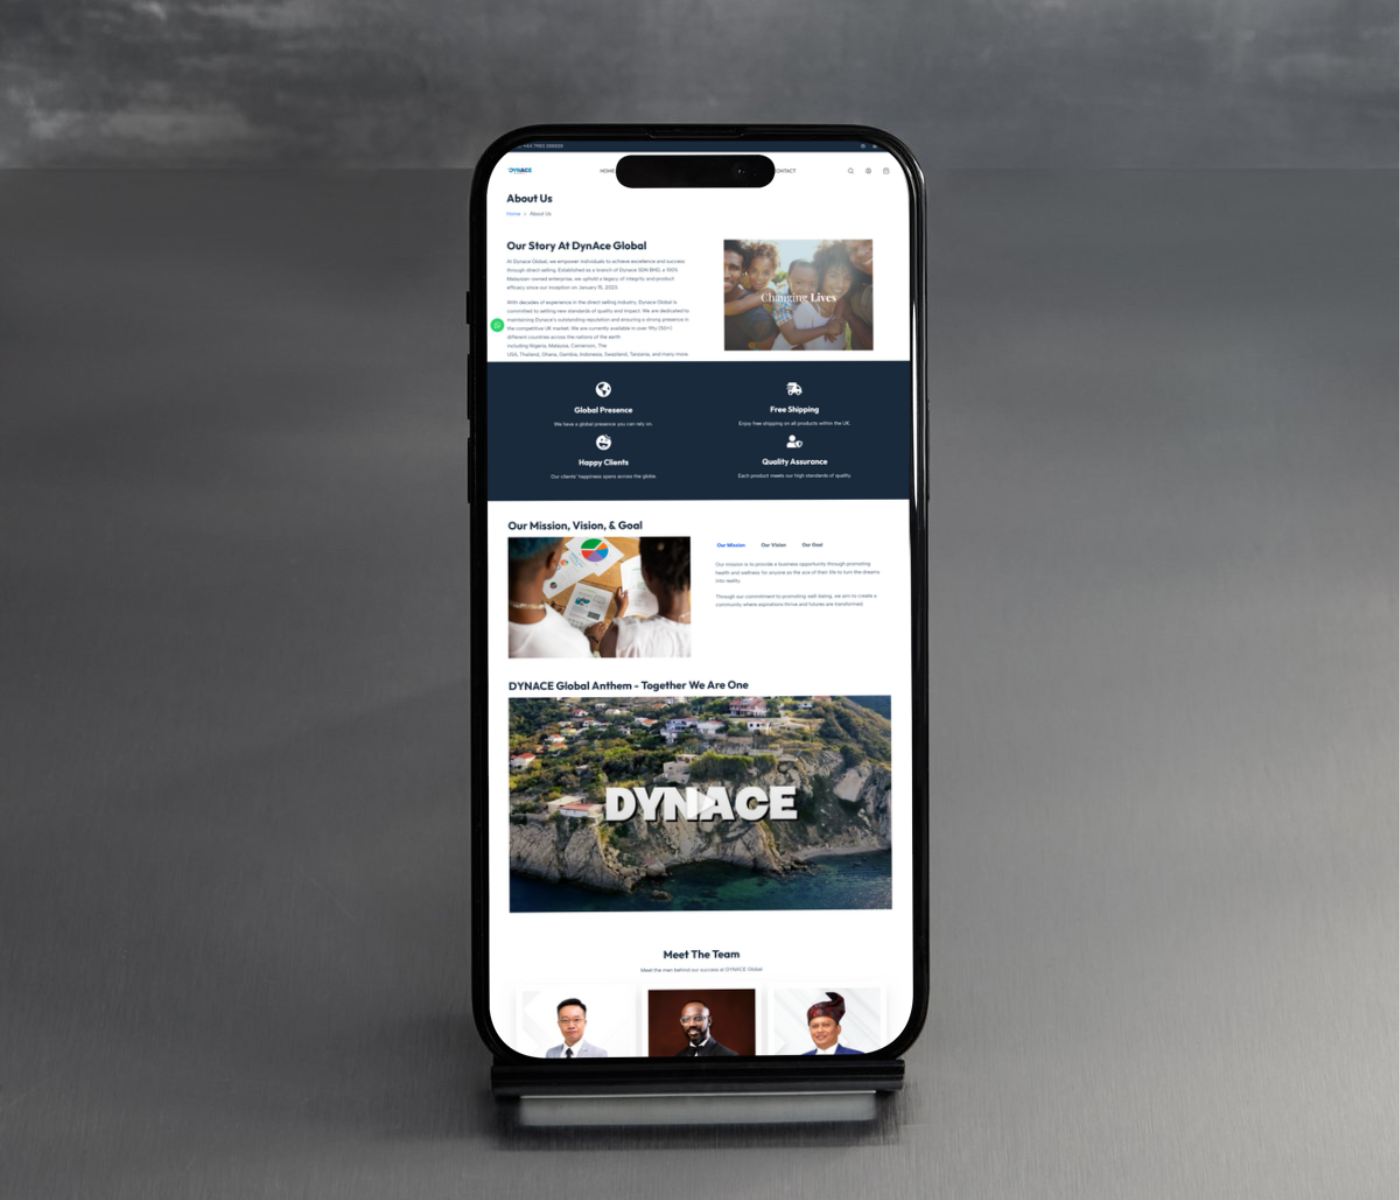 DYNACE
HOME
CONTACT
About Us
Home
About Us
Our Story At DynAce Global
At Dynace Global, we empower individuals to achieve excellence and success
through direct selling. Established as a branch of Dynace SDN BHD, a 100%
Malaysian owned enterprise, we uphold a legacy of integrity and product
efficacy since our inception on January 15, 2023.
With decades of experience in the direct selling industry, Dynace Global is
committed to setting new standards of quality and impact. We are dedicated to
maintaining Dynace's outstanding reputation and ensuring a strong presence in
the competitive UK market. We are currently available in over fifty (50+)
different countries across the nations of the earth
including Nigeria, Malaysia, Cameroon, The
USA, Thailand, Ghana, Gambia, Indonesia, Swaziland, Tanzania, and many more.
Changing Lives
Global Presence
We have a global presence you can rely on.
Free Shipping
Enjoy free shipping on all products within the UK.
Happy Clients
Our clients' happiness spans across the globe.
Quality Assurance
Each product meets our high standards of quality.
Our Mission, Vision, & Goal
Our Mission Our Vision Our Goal
Our mission is to provide a business opportunity through promoting
health and wellness for anyone as the ace of their life to turn the dreams
into reality.
Through our commitment to promoting well-being, we aim to create a
community where aspirations thrive and futures are transformed.
DYNACE Global Anthem - Together We Are One
DYNACE
Meet The Team
Meet the men behind our success at DYNACE Global